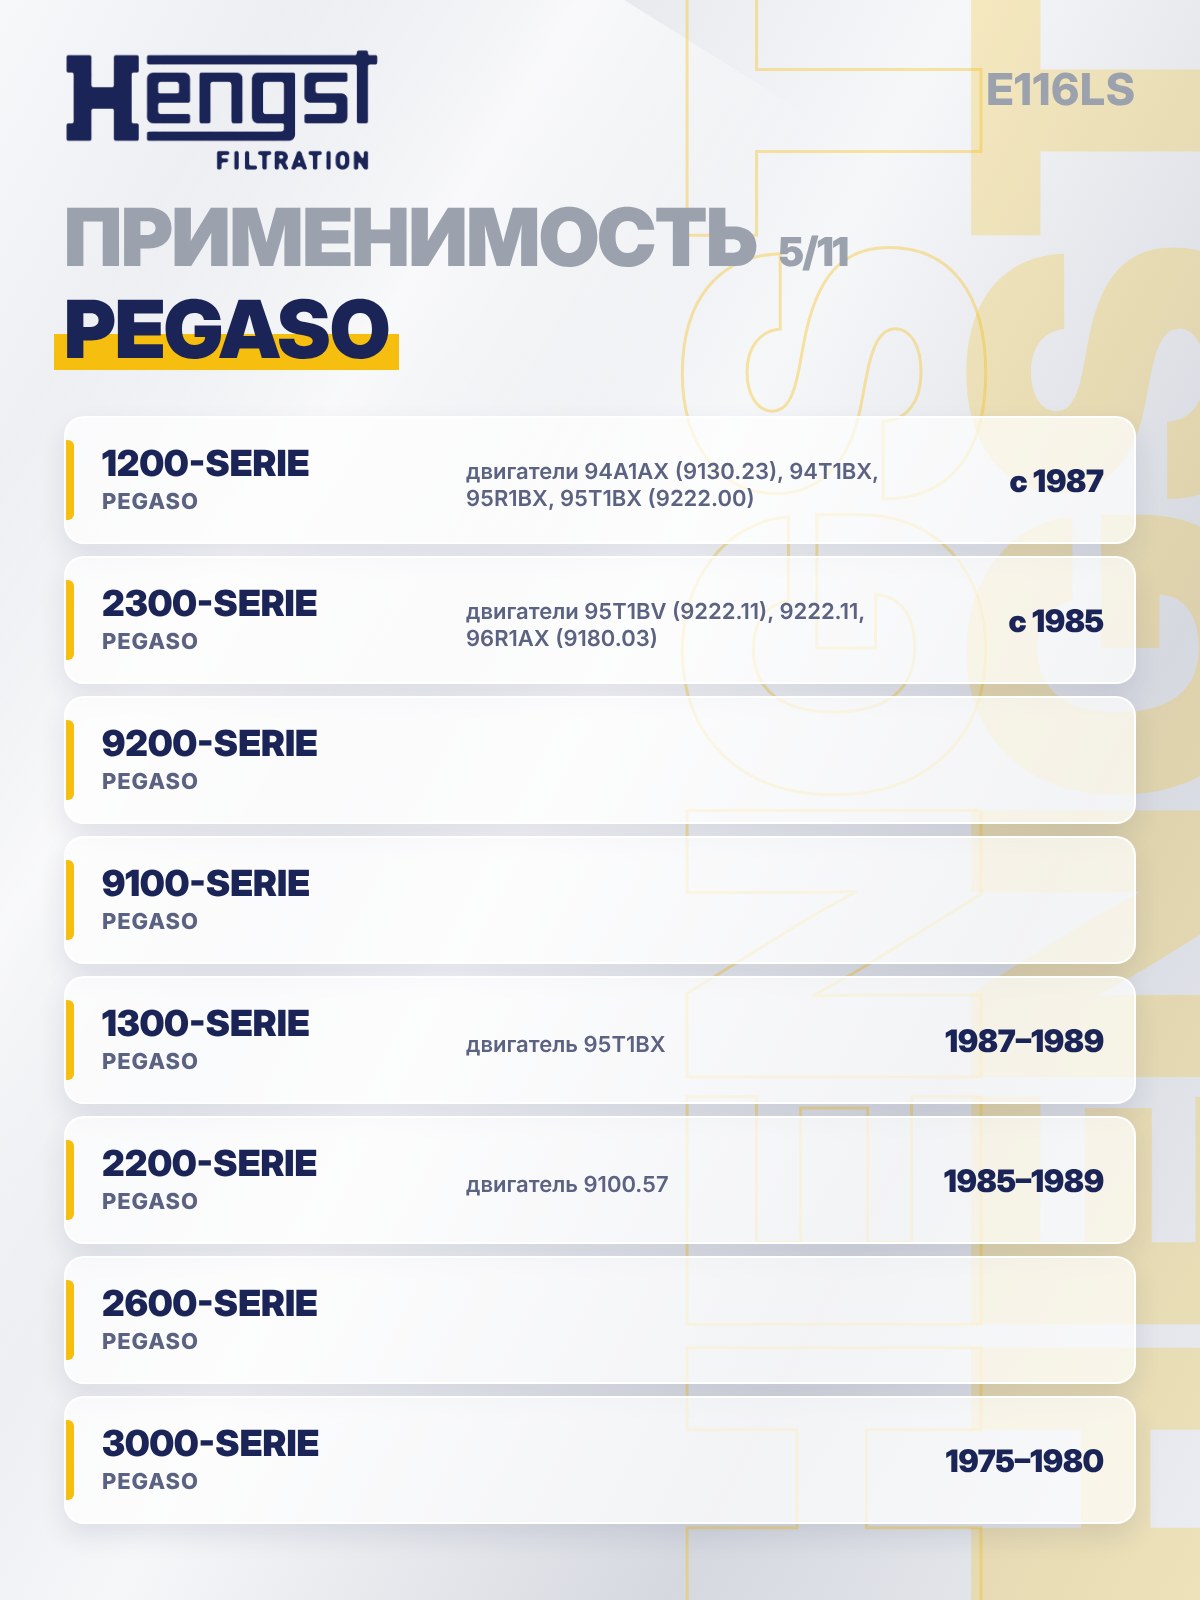 Hengst
FILTRATION
E116LS
ПРИМЕНИМОСТЬ 5/11
PEGASO
1200-SERIE
PEGASO
двигатели 94A1AX (9130.23), 94T1BX,
95R1BX, 95T1BX (9222.00)
с 1987
2300-SERIE
PEGASO
двигатели 95T1BV (9222.11), 9222.11,
96R1AX (9180.03)
с 1985
9200-SERIE
PEGASO
9100-SERIE
PEGASO
1300-SERIE
PEGASO
двигатель 95T1BX
1987–1989
2200-SERIE
PEGASO
двигатель 9100.57
1985–1989
2600-SERIE
PEGASO
3000-SERIE
PEGASO
1975–1980
HENGST
HENGST